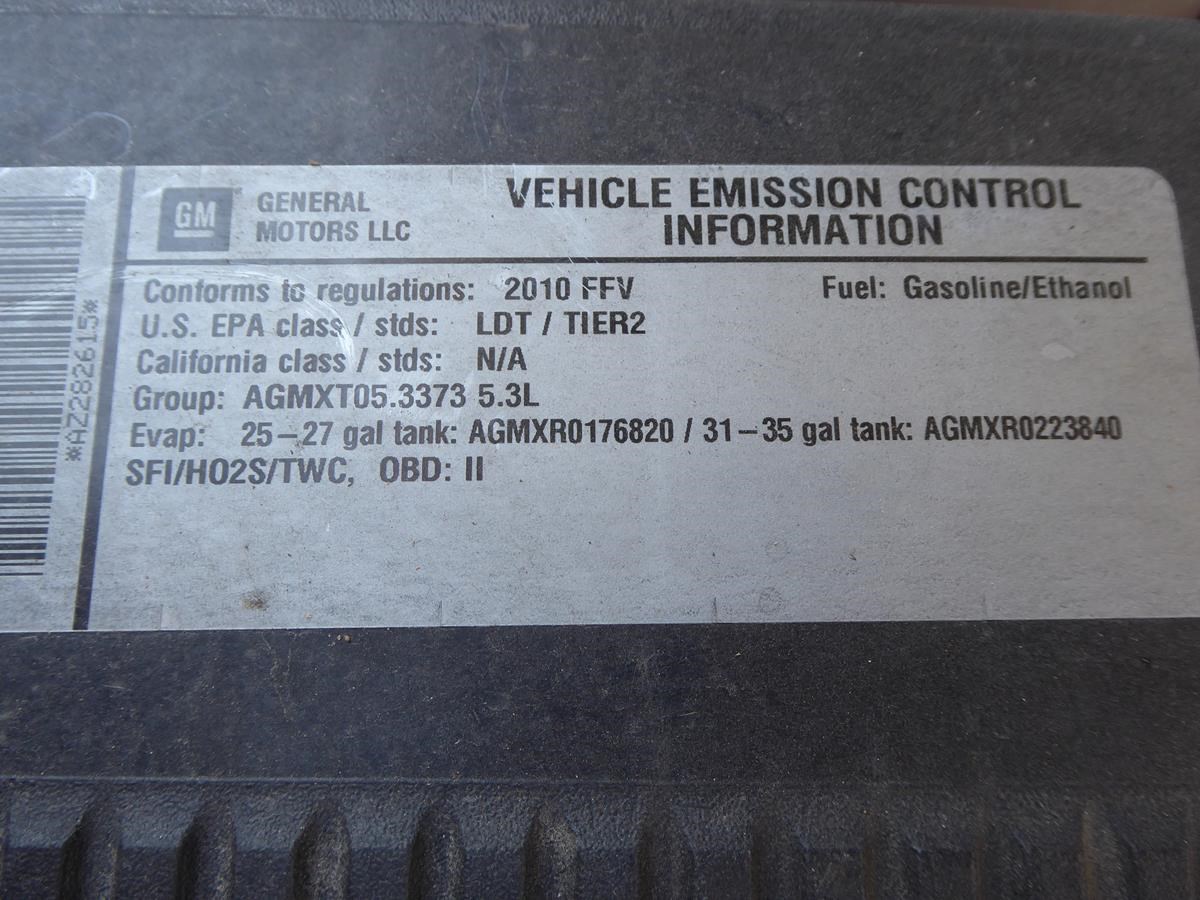 GM GENERAL MOTORS LLC
VEHICLE EMISSION CONTROL
INFORMATION
Conforms to regulations: 2010 FFV Fuel: Gasoline/Ethanol
U.S. EPA class / stds: LDT / TIER2
California class / stds: N/A
Group: AGMXT05.3373 5.3L
Evap: 25–27 gal tank: AGMXR0176820 / 31–35 gal tank: AGMXR0223840
SFI/HO2S/TWC, OBD: II
*AZ282615*